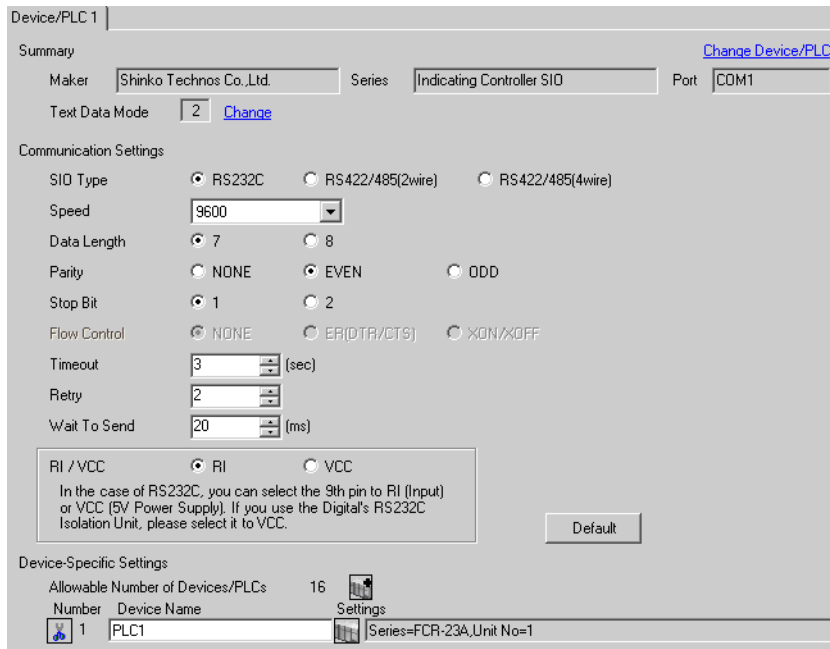 Device/PLC 1
Summary Change Device/PLC
Maker Shinko Technos Co.,Ltd. Series Indicating Controller SIO Port COM1
Text Data Mode 2 Change
Communication Settings
SIO Type RS232C RS422/485(2wire) RS422/485(4wire)
Speed 9600
Data Length 7 8
Parity NONE EVEN ODD
Stop Bit 1 2
Flow Control NONE ER(DTR/CTS) XON/XOFF
Timeout 3 (sec)
Retry 2
Wait To Send 20 (ms)
RI / VCC RI VCC
In the case of RS232C, you can select the 9th pin to RI (Input)
or VCC (5V Power Supply). If you use the Digital's RS232C
Isolation Unit, please select it to VCC.
Default
Device-Specific Settings
Allowable Number of Devices/PLCs 16
Number Device Name Settings
1 PLC1 Series=FCR-23A,Unit No=1